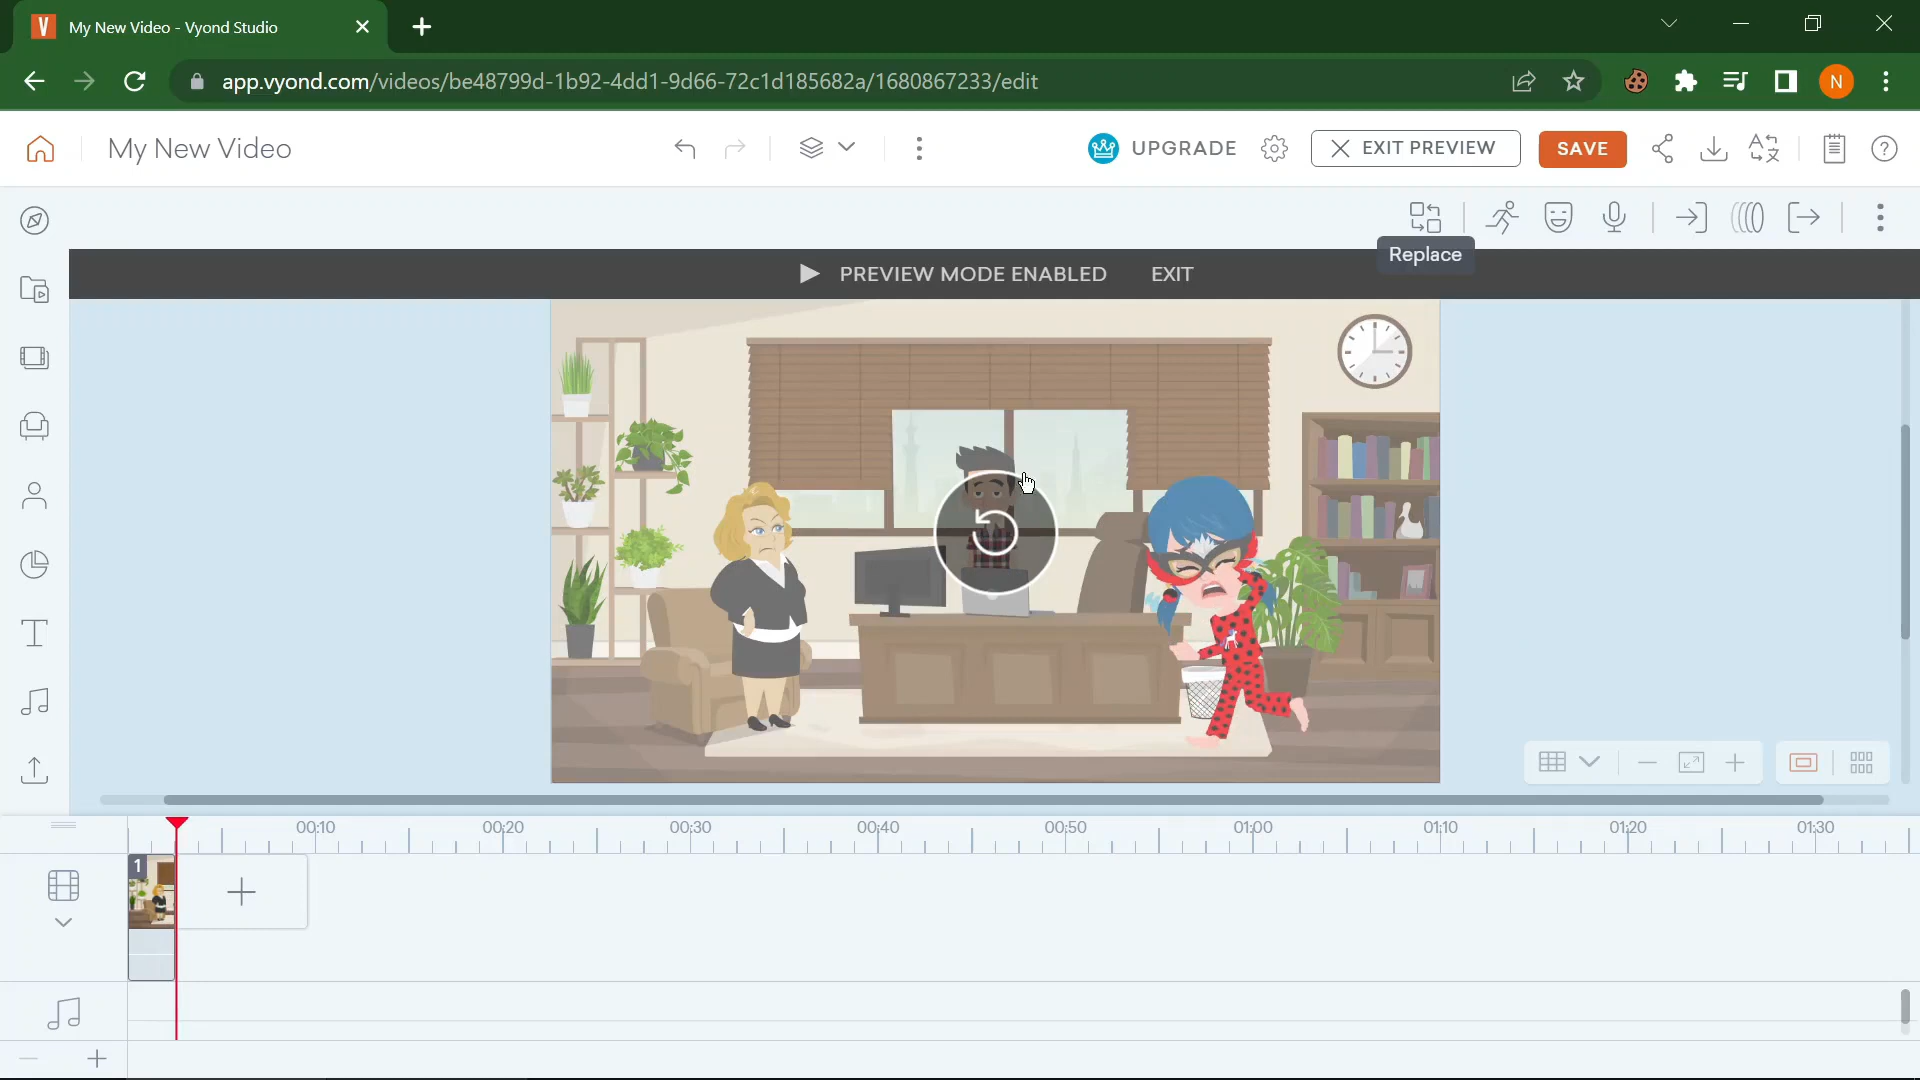 My New Video - Vyond Studio
app.vyond.com/videos/be48799d-1b92-4dd1-9d66-72c1d185682a/1680867233/edit
N
My New Video
UPGRADE
EXIT PREVIEW
SAVE
Replace
PREVIEW MODE ENABLED
EXIT
00:10
00:20
00:30
00:40
00:50
01:00
01:10
01:20
01:30
1